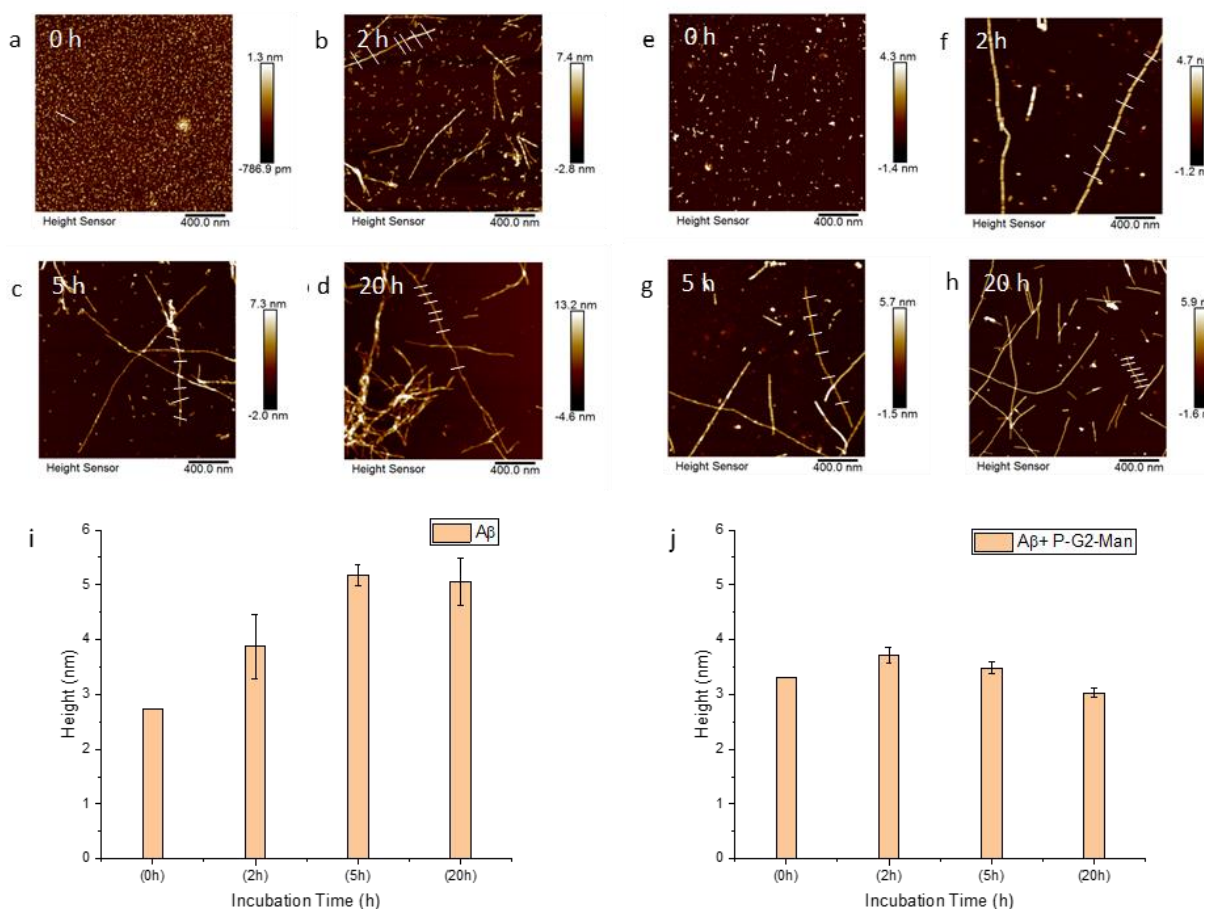 a
0 h
1.3 nm
-786.9 pm
Height Sensor
400.0 nm
b
2 h
7.4 nm
-2.8 nm
Height Sensor
400.0 nm
e
0 h
4.3 nm
-1.4 nm
Height Sensor
400.0 nm
f
2 h
4.7 nm
-1.2 nm
Height Sensor
400.0 nm
c
5 h
7.3 nm
-2.0 nm
Height Sensor
400.0 nm
d
20 h
13.2 nm
-4.6 nm
Height Sensor
400.0 nm
g
5 h
5.7 nm
-1.5 nm
Height Sensor
400.0 nm
h
20 h
5.9 nm
-1.6 nm
Height Sensor
400.0 nm
i
Aβ
Height (nm)
6
5
4
3
2
1
0
(0h) (2h) (5h) (20h)
Incubation Time (h)
j
Aβ+ P-G2-Man
Height (nm)
6
5
4
3
2
1
0
(0h) (2h) (5h) (20h)
Incubation Time (h)